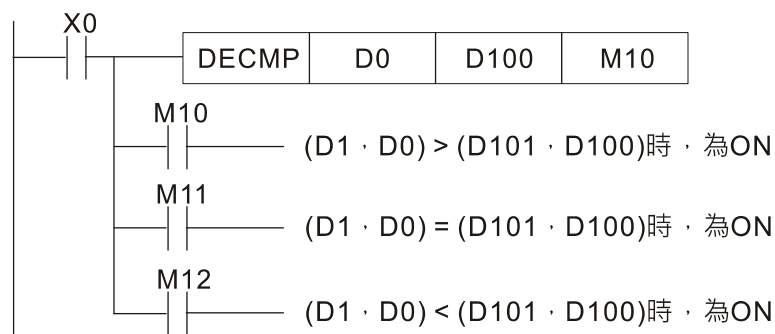 X0
DECMP D0 D100 M10
M10
(D1，D0) > (D101，D100)時，為ON
M11
(D1，D0) = (D101，D100)時，為ON
M12
(D1，D0) < (D101，D100)時，為ON